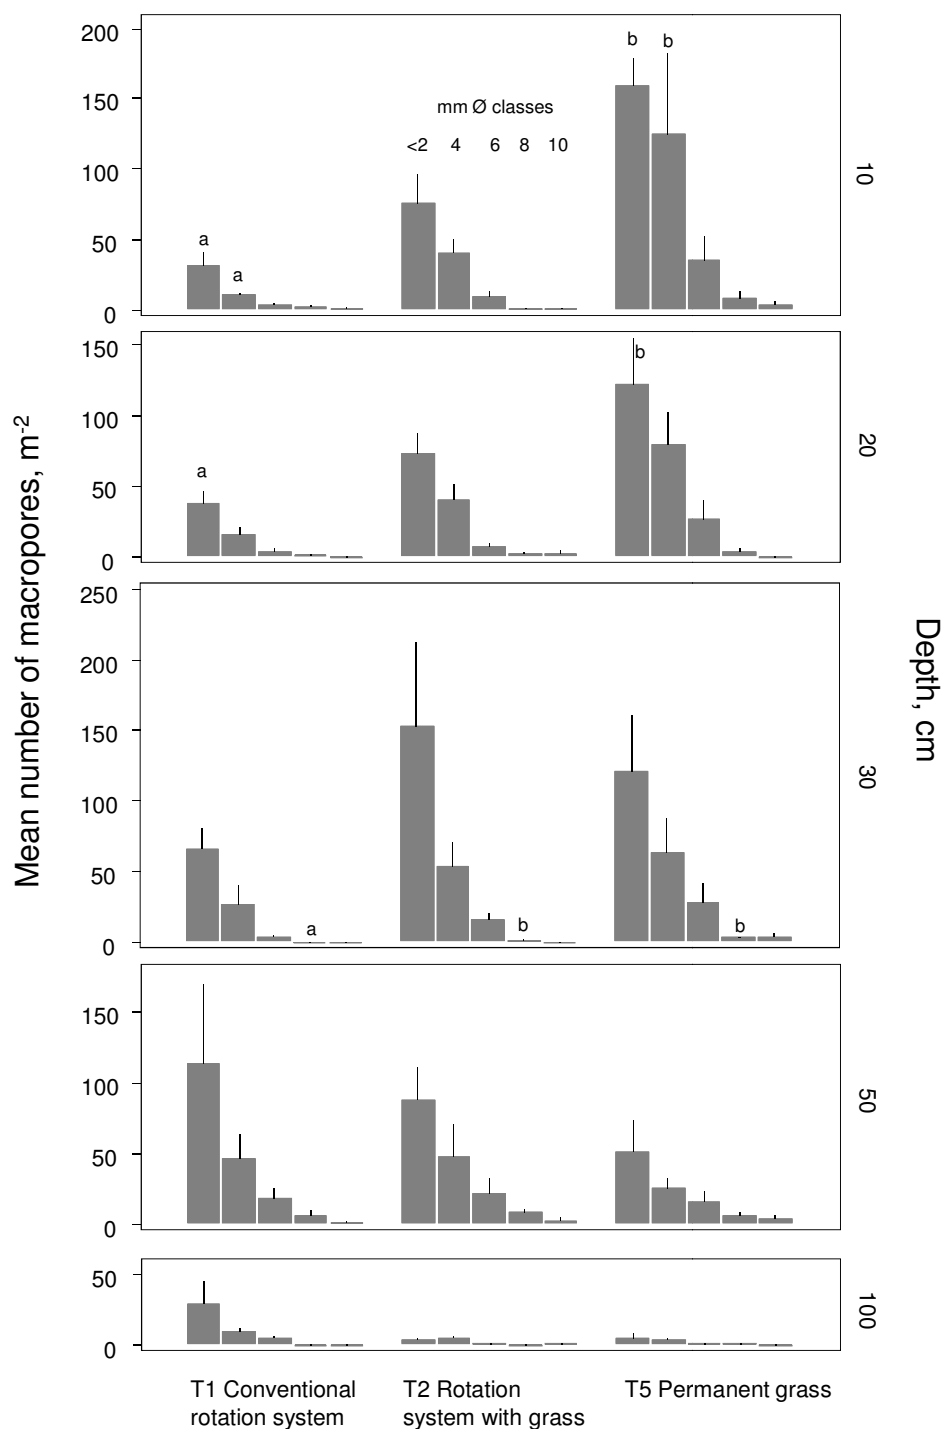 200
b
b
150
mm Ø classes
<2 4 6 8 10
100
10
50
a
a
0
150
b
100
20
a
50
0
250
200
150
30
100
50
a
b
b
0
150
100
50
50
0
50
100
0
Mean number of macropores, m-2
Depth, cm
T1 Conventional
rotation system
T2 Rotation
system with grass
T5 Permanent grass